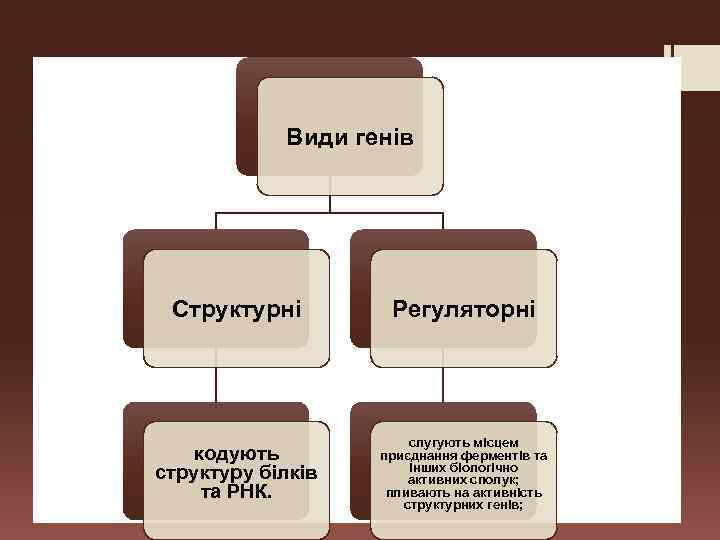 Види генів
Структурні
Регуляторні
кодують
структуру білків
та РНК.
слугують місцем
приєднання ферментів та
інших біологічно
активних сполук;
пливають на активність
структурних генів;